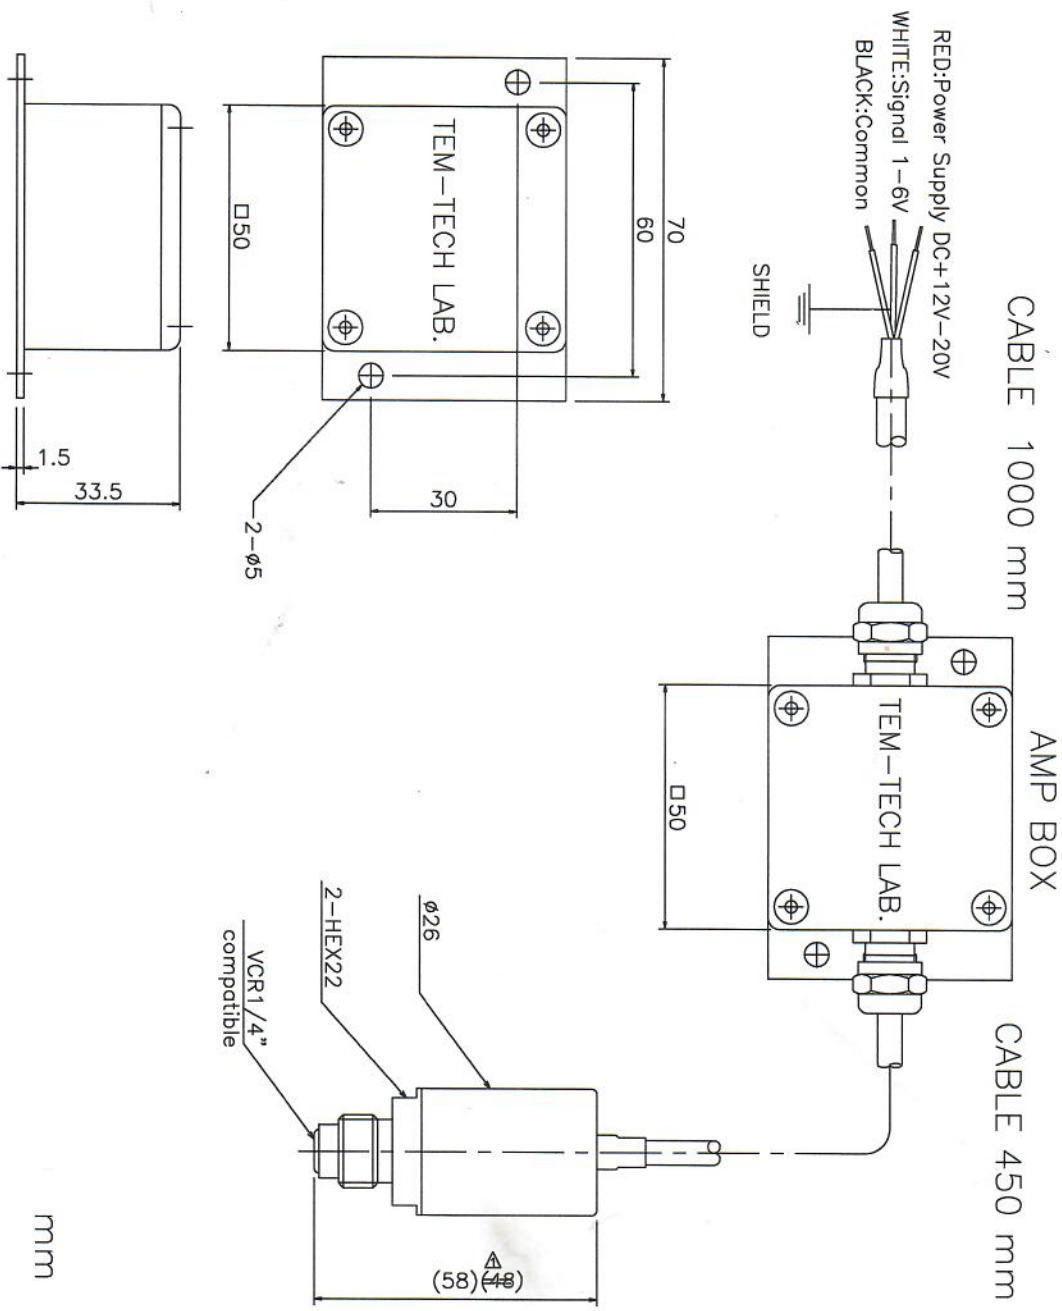 CABLE 1000 mm
AMP BOX
CABLE 450 mm
RED:Power Supply DC+12V-20V
WHITE:Signal 1-6V
BLACK:Common
SHIELD
TEM-TECH LAB.
□50
70
60
TEM-TECH LAB.
□50
30
2-ø5
1.5
33.5
ø26
2-HEX22
VCR1/4"
compatible
1
(58)(48)
mm